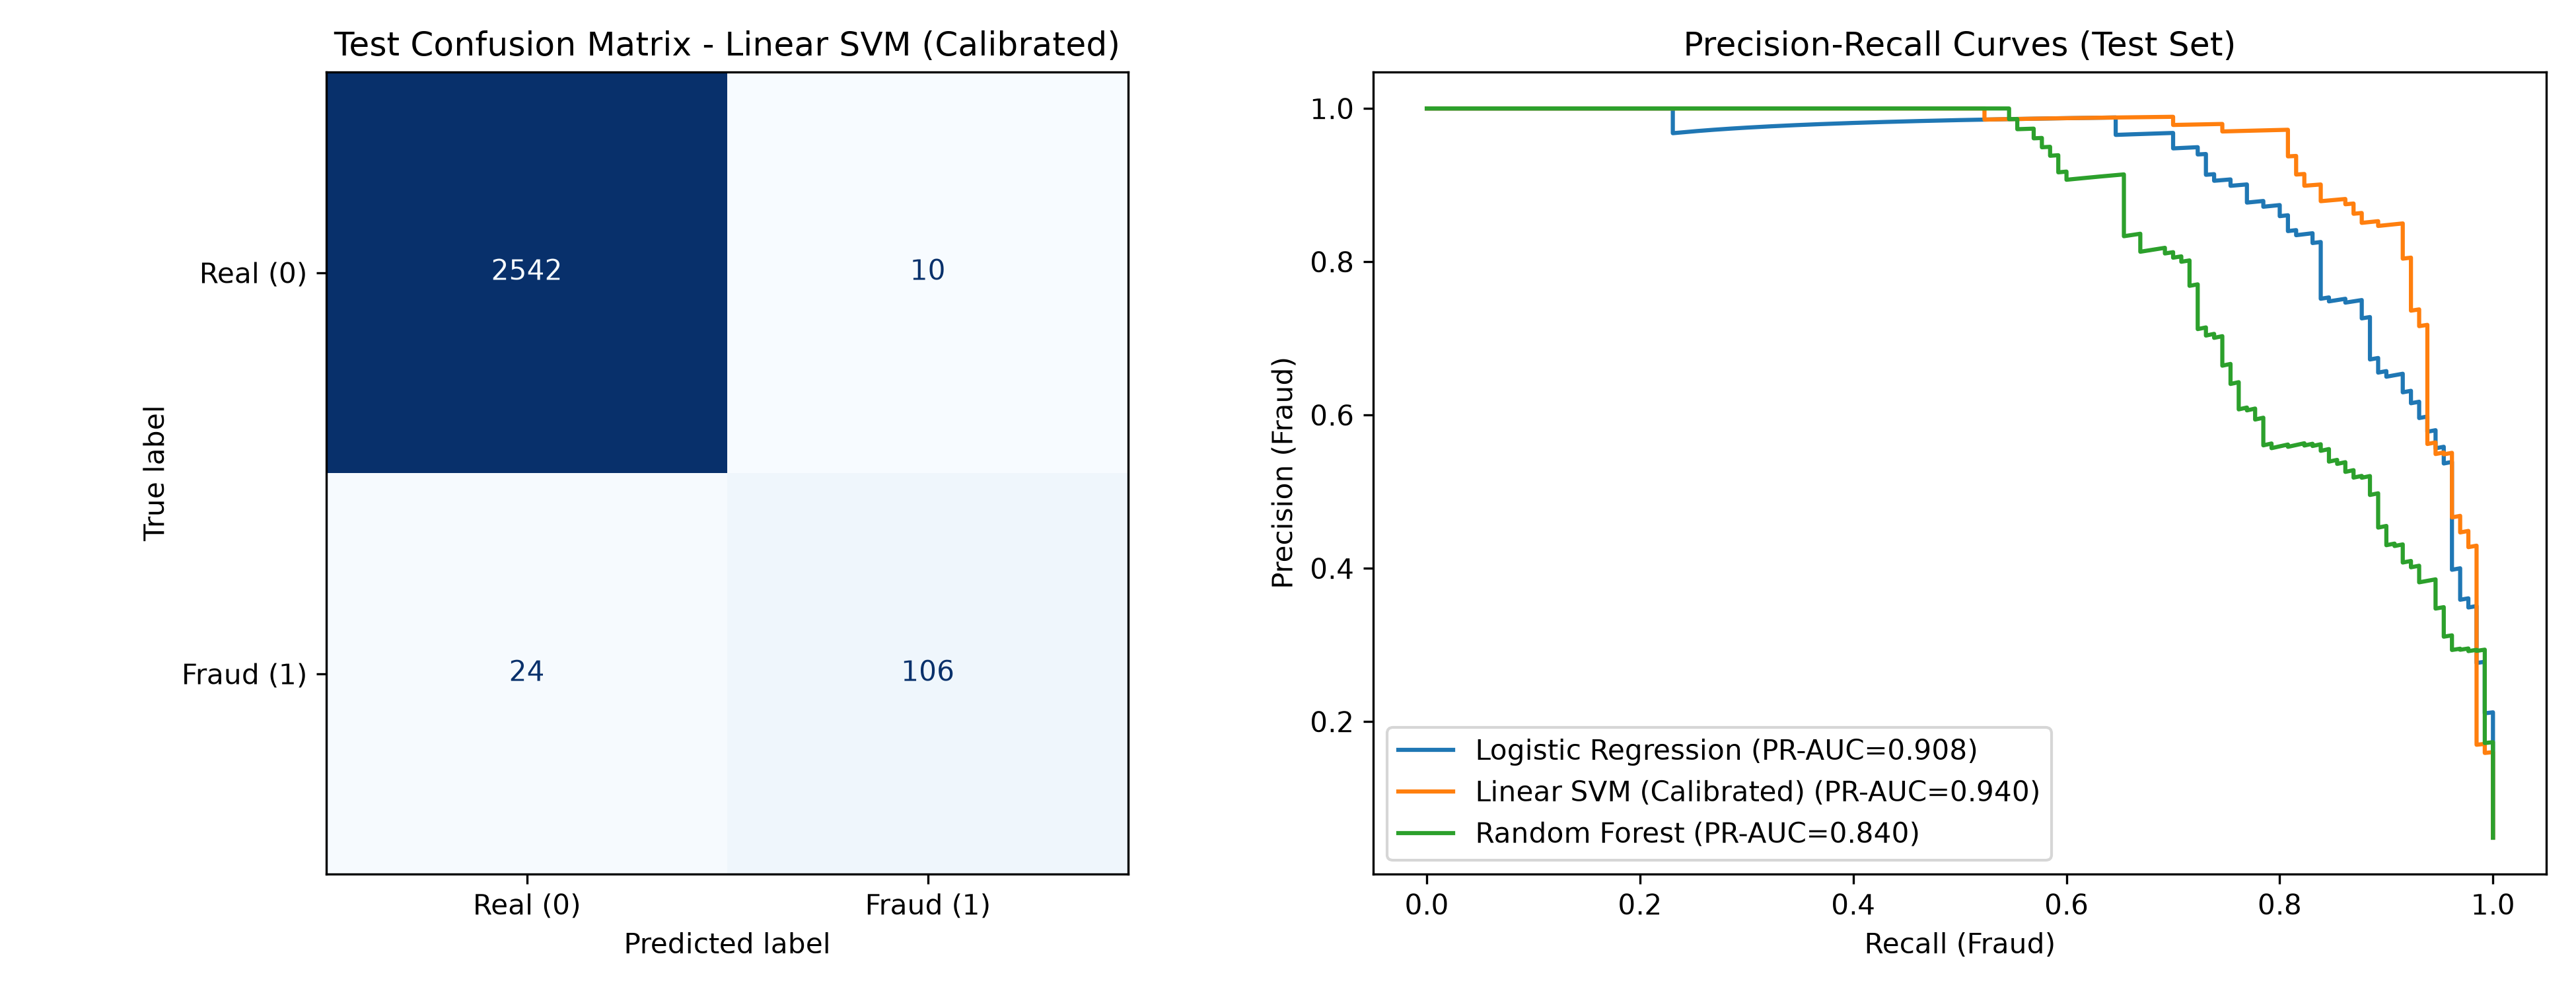 Test Confusion Matrix - Linear SVM (Calibrated)
True label
Real (0)
Fraud (1)
2542
10
24
106
Real (0)
Fraud (1)
Predicted label
Precision-Recall Curves (Test Set)
Precision (Fraud)
1.0
0.8
0.6
0.4
0.2
Logistic Regression (PR-AUC=0.908)
Linear SVM (Calibrated) (PR-AUC=0.940)
Random Forest (PR-AUC=0.840)
0.0
0.2
0.4
0.6
0.8
1.0
Recall (Fraud)